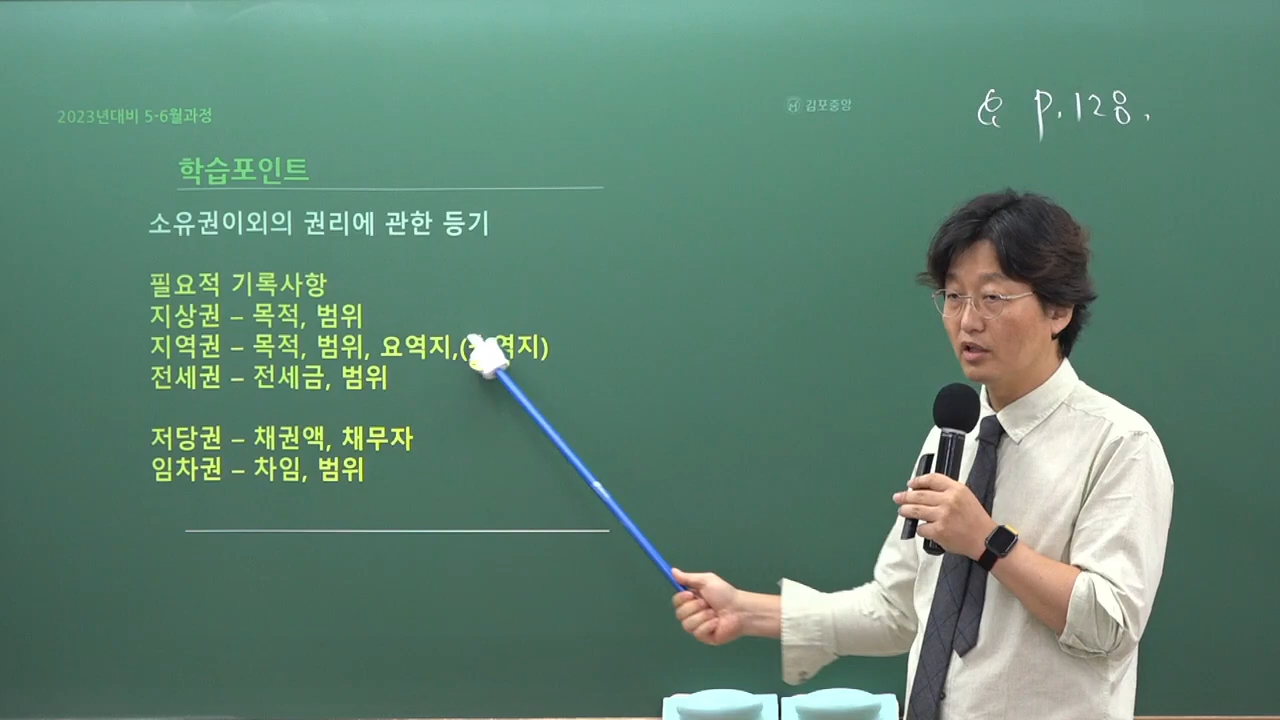 2023년대비 5-6월과정
김포중앙
p.128.
학습포인트
소유권이외의 권리에 관한 등기
필요적 기록사항
지상권 – 목적, 범위
지역권 – 목적, 범위, 요역지,( 역지)
전세권 – 전세금, 범위
저당권 – 채권액, 채무자
임차권 – 차임, 범위